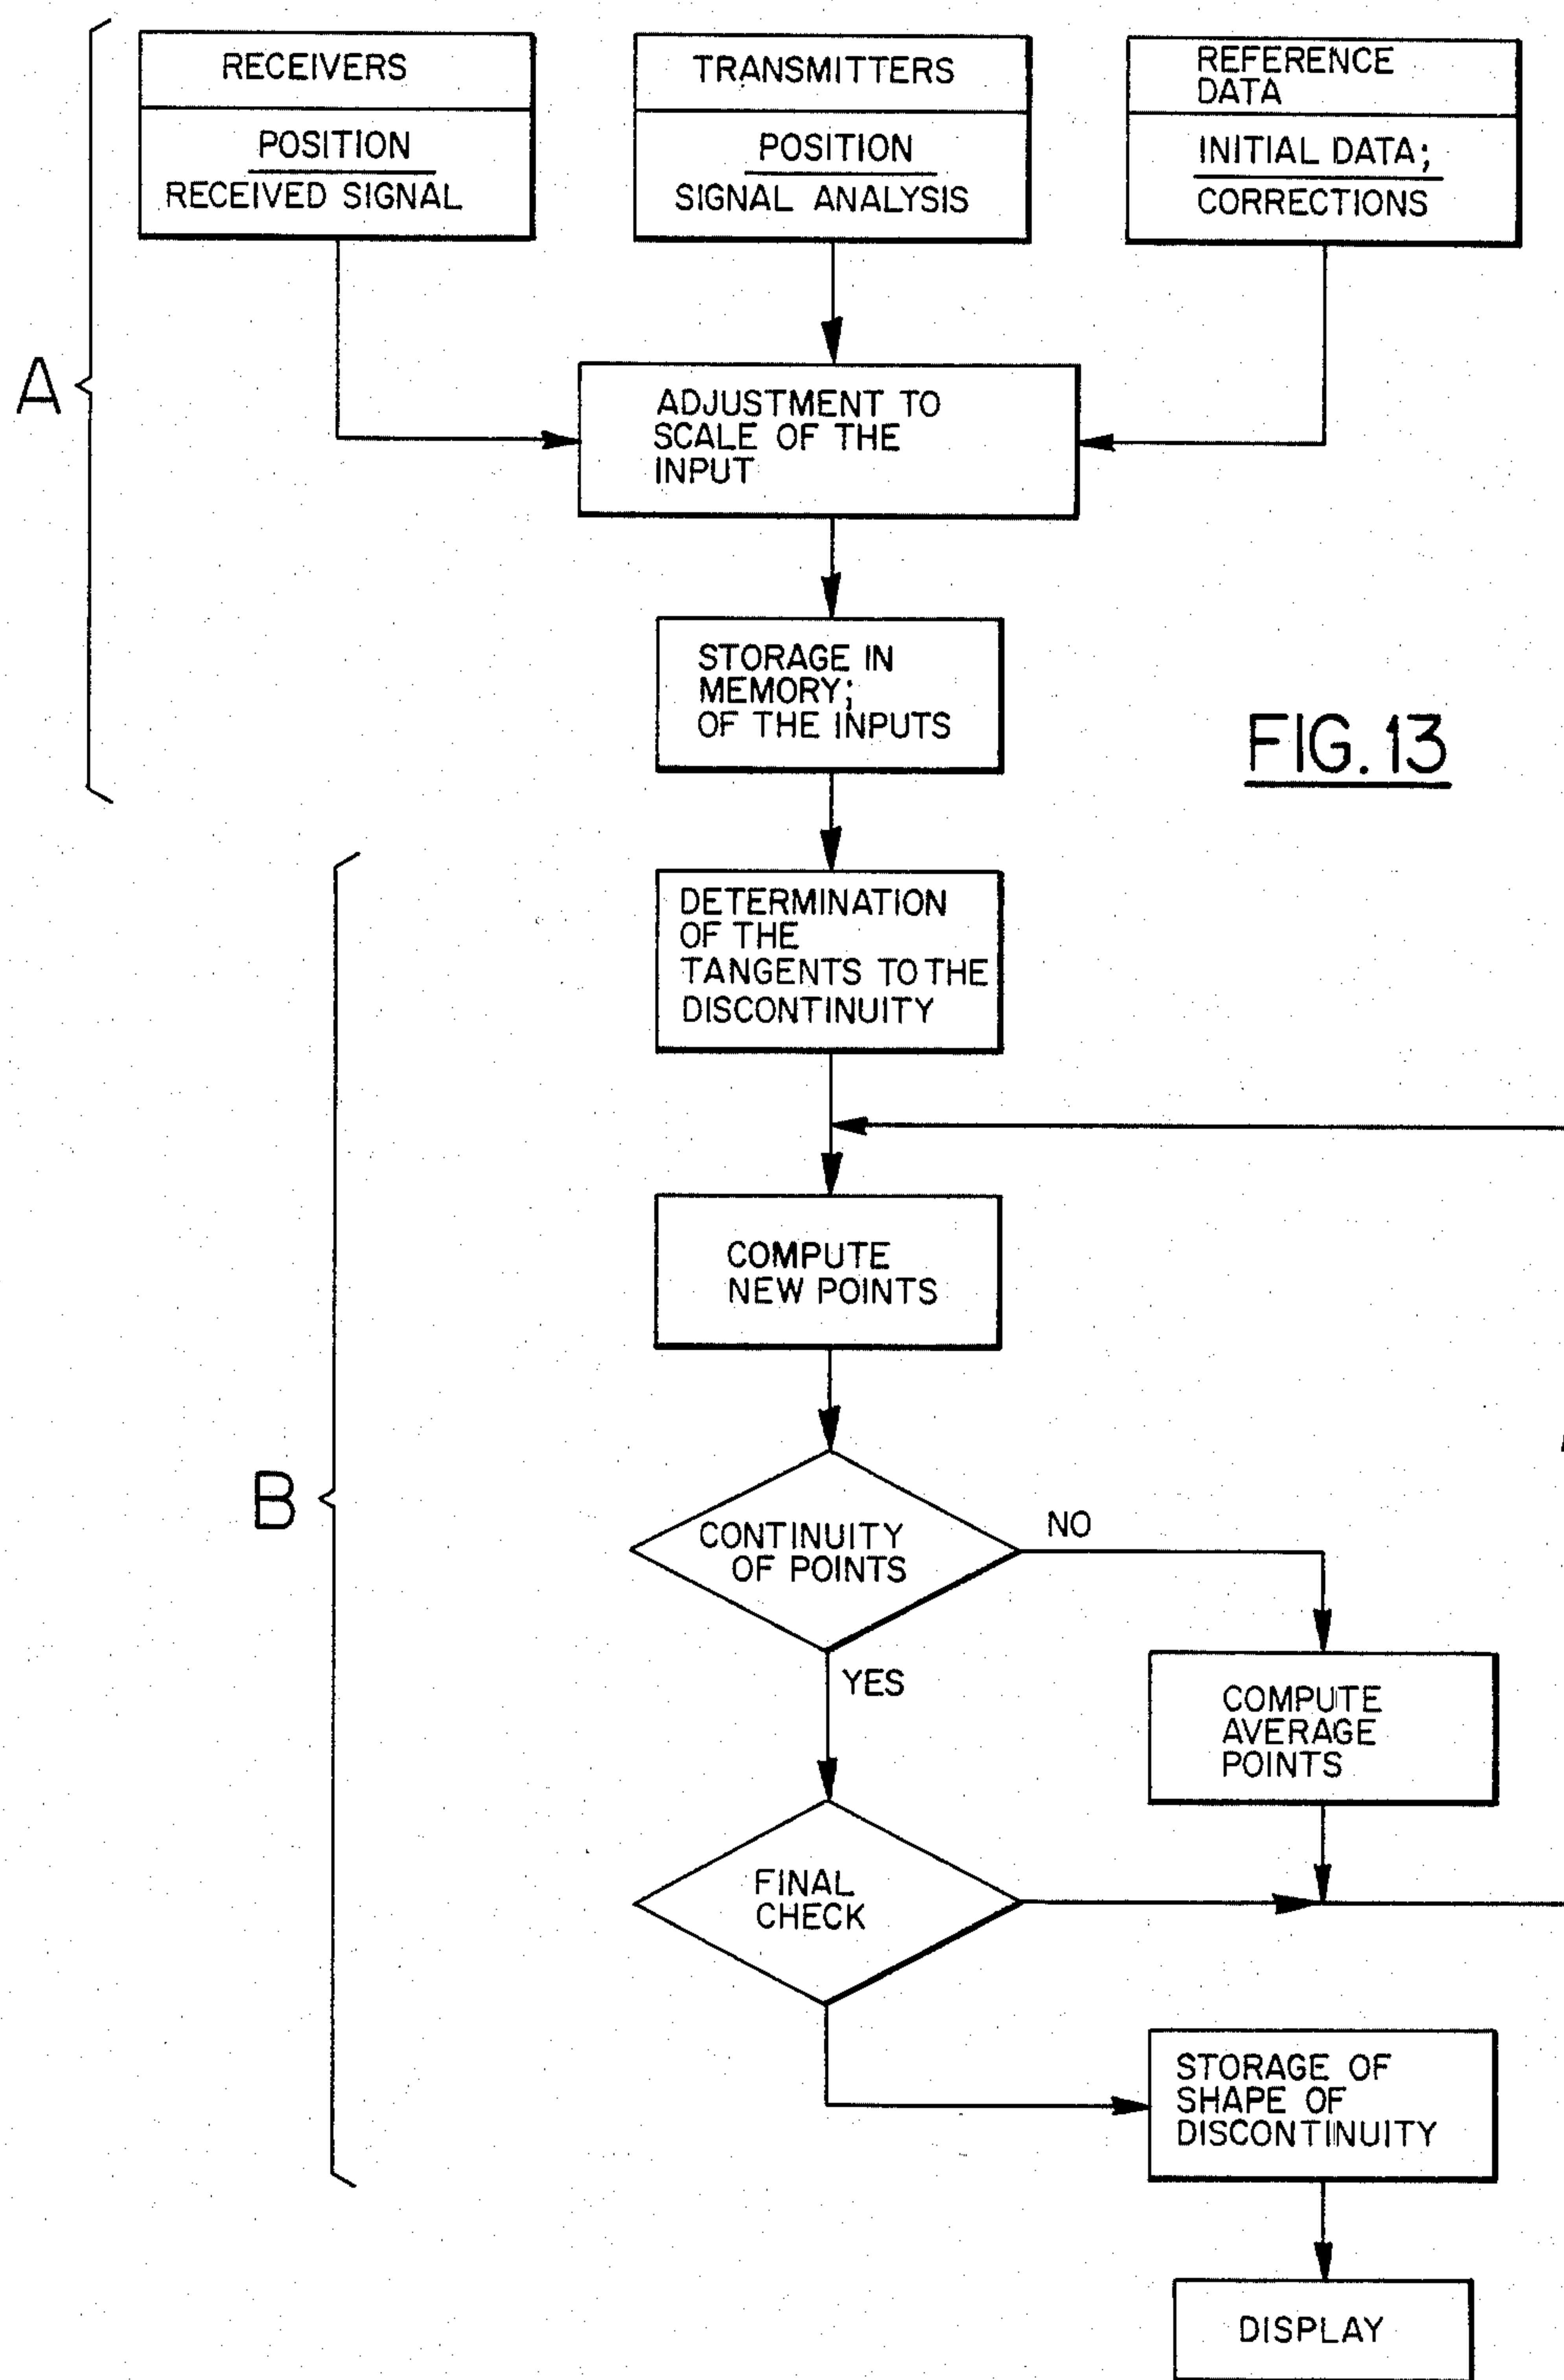 RECEIVERS
POSITION
RECEIVED SIGNAL
TRANSMITTERS
POSITION
SIGNAL ANALYSIS
REFERENCE
DATA
INITIAL DATA;
CORRECTIONS
A
ADJUSTMENT TO
SCALE OF THE
INPUT
STORAGE IN
MEMORY;
OF THE INPUTS
FIG. 13
DETERMINATION
OF THE
TANGENTS TO THE
DISCONTINUITY
COMPUTE
NEW POINTS
B
CONTINUITY
OF POINTS
NO
YES
COMPUTE
AVERAGE
POINTS
FINAL
CHECK
STORAGE OF
SHAPE OF
DISCONTINUITY
DISPLAY